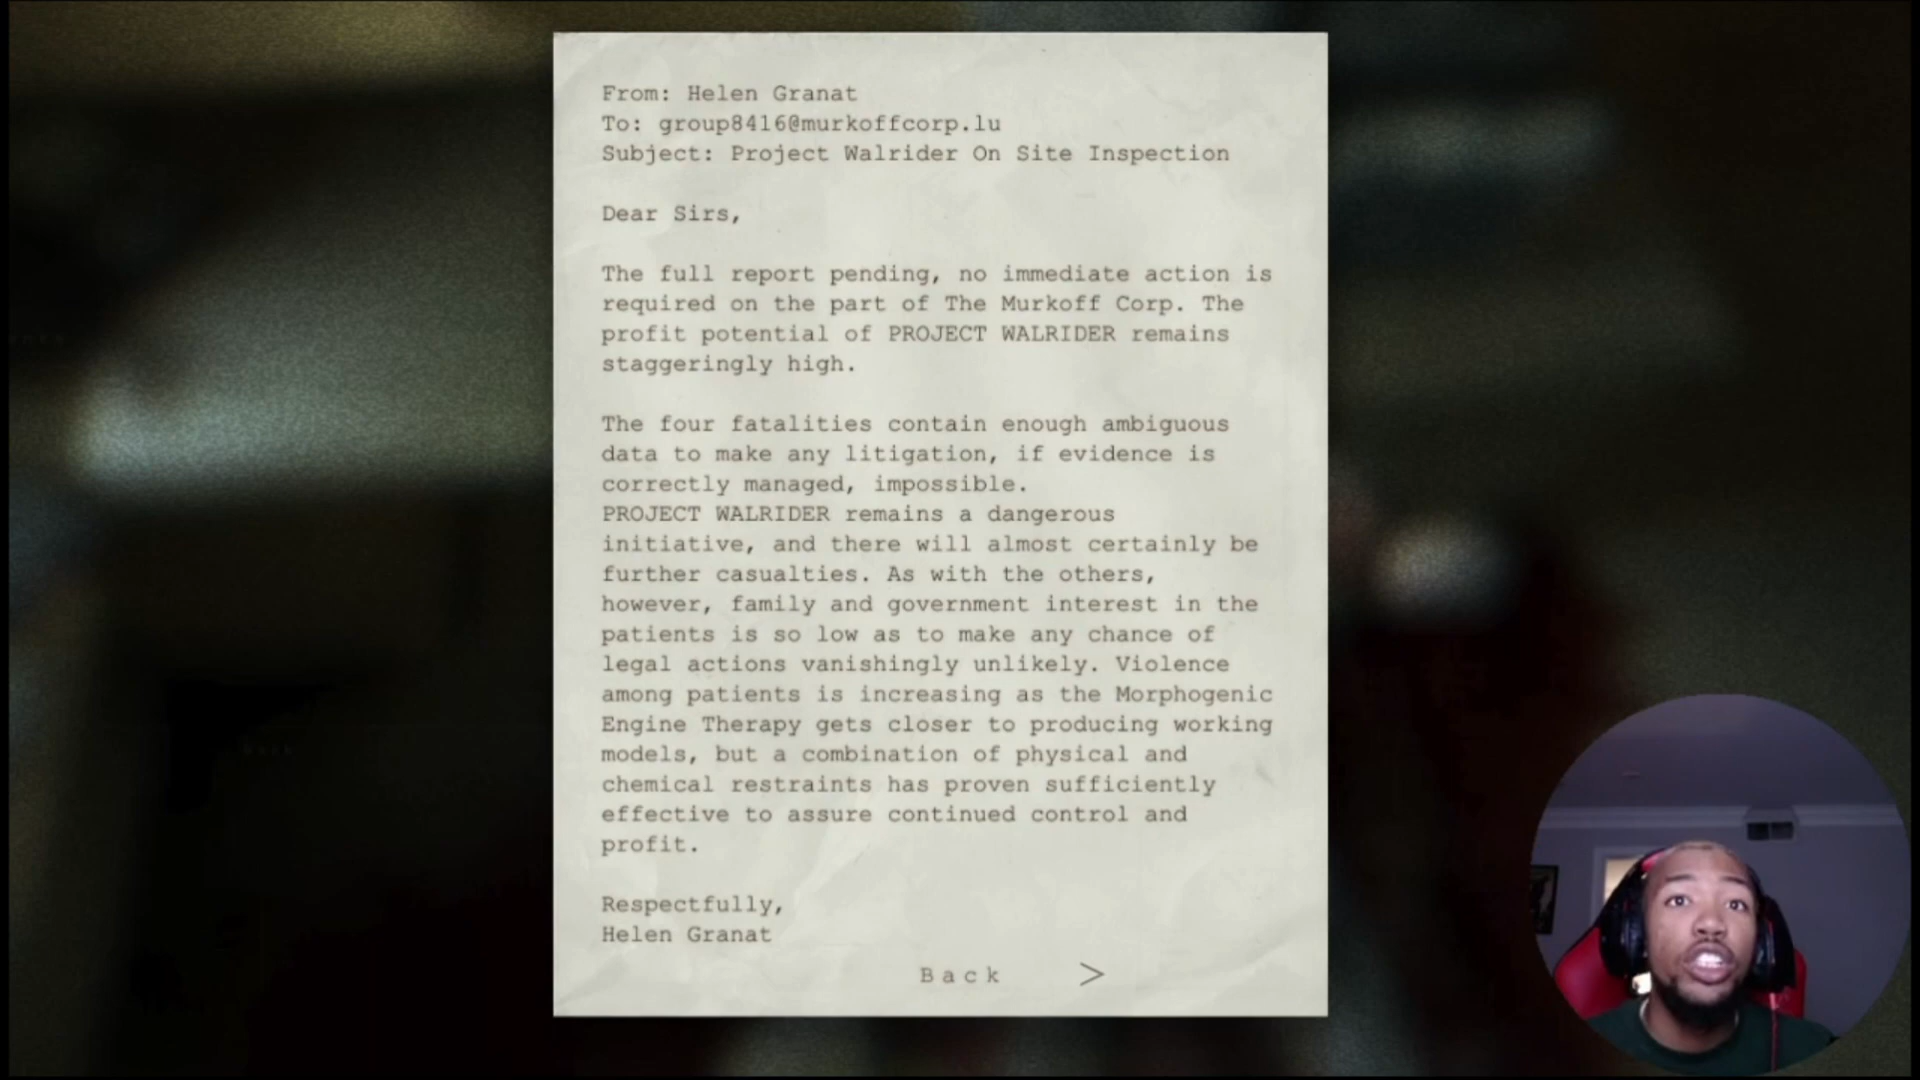 From: Helen Granat
To: group8416@murkoffcorp.lu
Subject: Project Walrider On Site Inspection
Dear Sirs,
The full report pending, no immediate action is
required on the part of The Murkoff Corp. The
profit potential of PROJECT WALRIDER remains
staggeringly high.
The four fatalities contain enough ambiguous
data to make any litigation, if evidence is
correctly managed, impossible.
PROJECT WALRIDER remains a dangerous
initiative, and there will almost certainly be
further casualties. As with the others,
however, family and government interest in the
patients is so low as to make any chance of
legal actions vanishingly unlikely. Violence
among patients is increasing as the Morphogenic
Engine Therapy gets closer to producing working
models, but a combination of physical and
chemical restraints has proven sufficiently
effective to assure continued control and
profit.
Respectfully,
Helen Granat
Back >